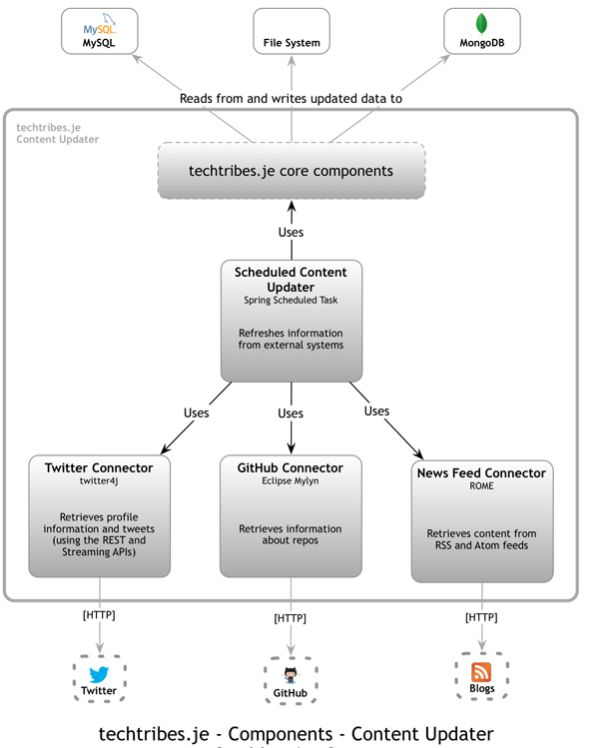 MySQL
MySQL
File System
MongoDB
Reads from and writes updated data to
techtribes.je
Content Updater
techtribes.je core components
Uses
Scheduled Content
Updater
Spring Scheduled Task
Refreshes information
from external systems
Uses
Uses
Uses
Twitter Connector
twitter4j
Retrieves profile
information and tweets
(using the REST and
Streaming APIs)
GitHub Connector
Eclipse Mylyn
Retrieves information
about repos
News Feed Connector
ROME
Retrieves content from
RSS and Atom feeds
[HTTP]
[HTTP]
[HTTP]
Twitter
GitHub
Blogs
techtribes.je - Components - Content Updater